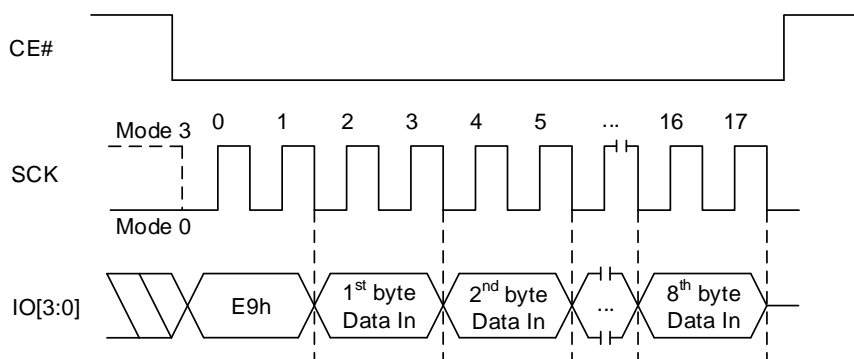 CE#
Mode 3
0 1 2 3 4 5 ... 16 17
SCK
Mode 0
IO[3:0]
E9h
1st byte
Data In
2nd byte
Data In
...
8th byte
Data In